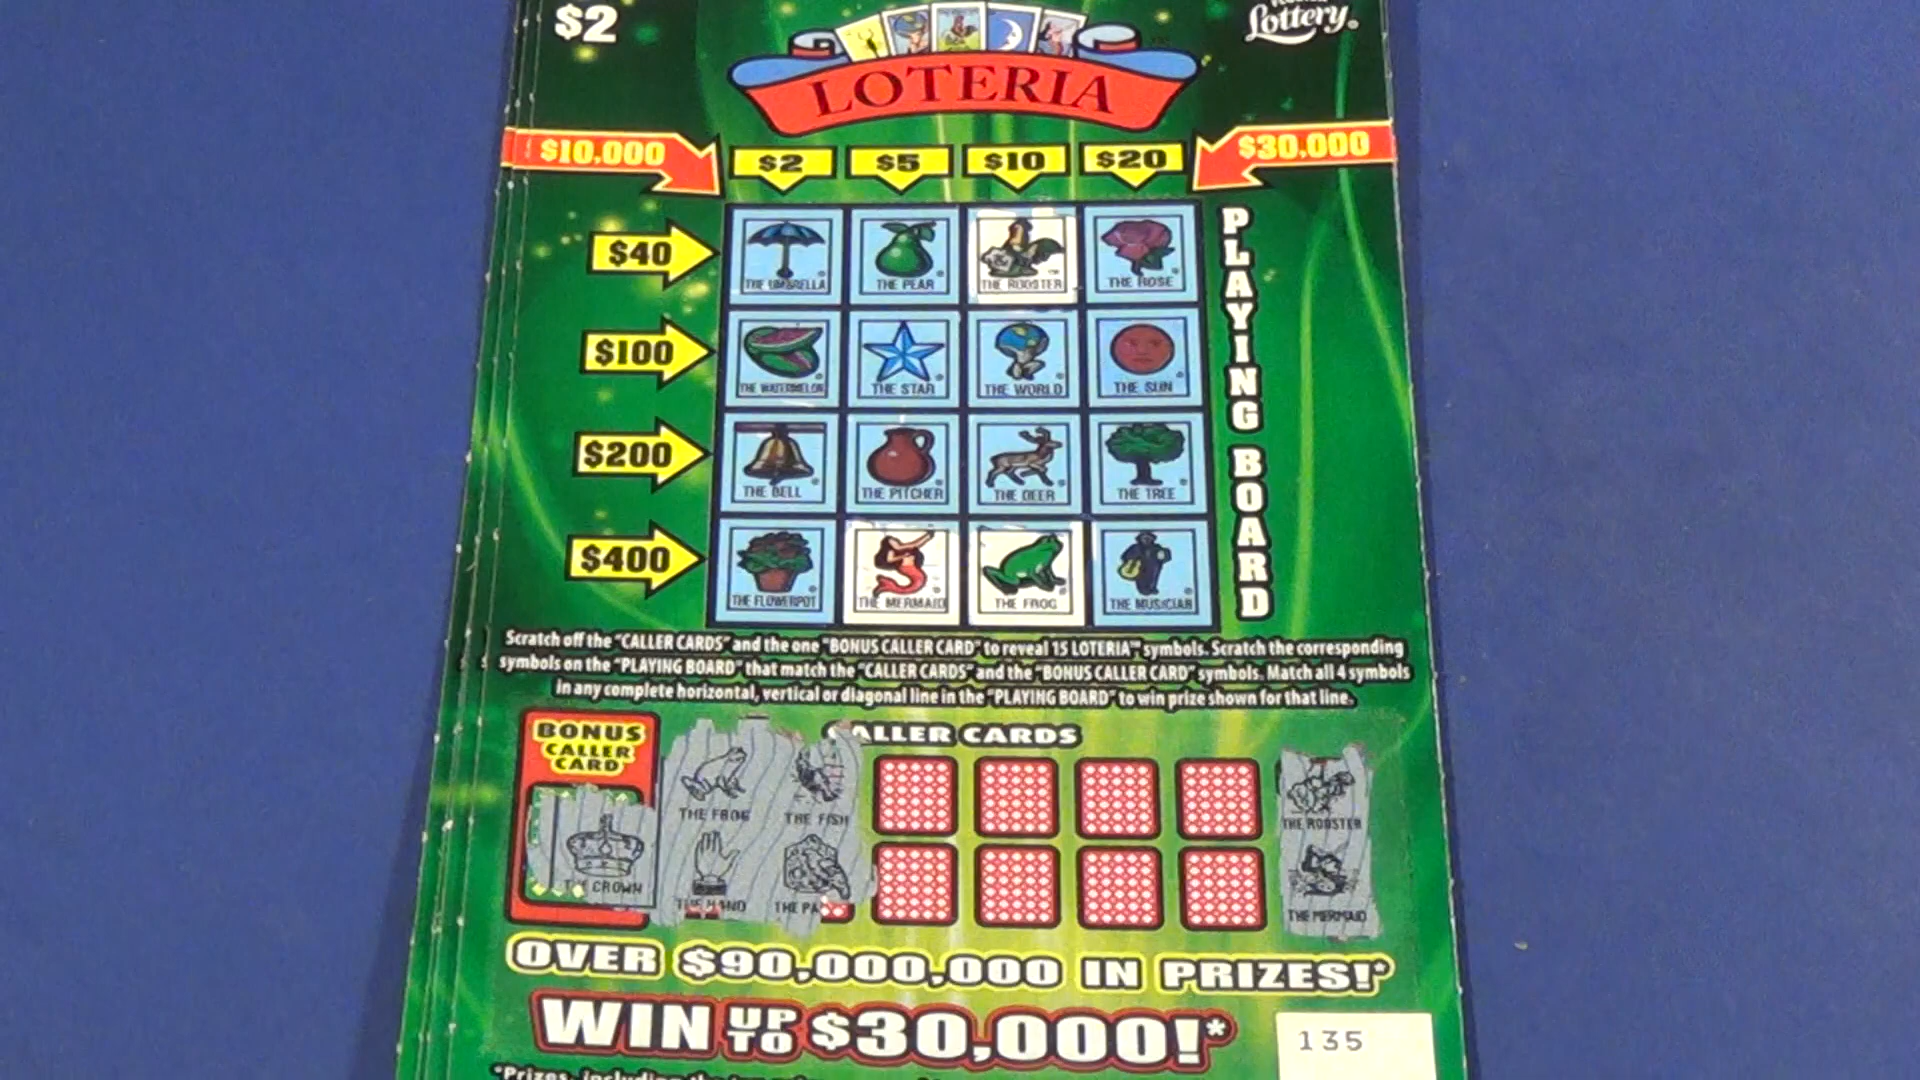 $2
Lottery
LOTERIA
$10,000
$2 $5 $10 $20
$30,000
$40
THE UMBRELLA THE PEAR THE ROOSTER THE ROSE
$100
THE WATERMELON THE STAR THE WORLD THE SUN
$200
THE BELL THE PITCHER THE DEER THE TREE
$400
THE FLOWERPOT THE MERMAID THE FROG THE MUSICIAN
PLAYING BOARD
Scratch off the "CALLER CARDS" and the one "BONUS CALLER CARD" to reveal 15 LOTERIA™ symbols. Scratch the corresponding
symbols on the "PLAYING BOARD" that match the "CALLER CARDS" and the "BONUS CALLER CARD" symbols. Match all 4 symbols
in any complete horizontal, vertical or diagonal line in the "PLAYING BOARD" to win prize shown for that line.
BONUS
CALLER
CARD
CALLER CARDS
THE CROWN
THE FROG THE FISH
THE ROOSTER
THE HAND THE PA
THE MERMAID
OVER $90,000,000 IN PRIZES!*
WIN UP TO $30,000!*
135
*Prizes, including the